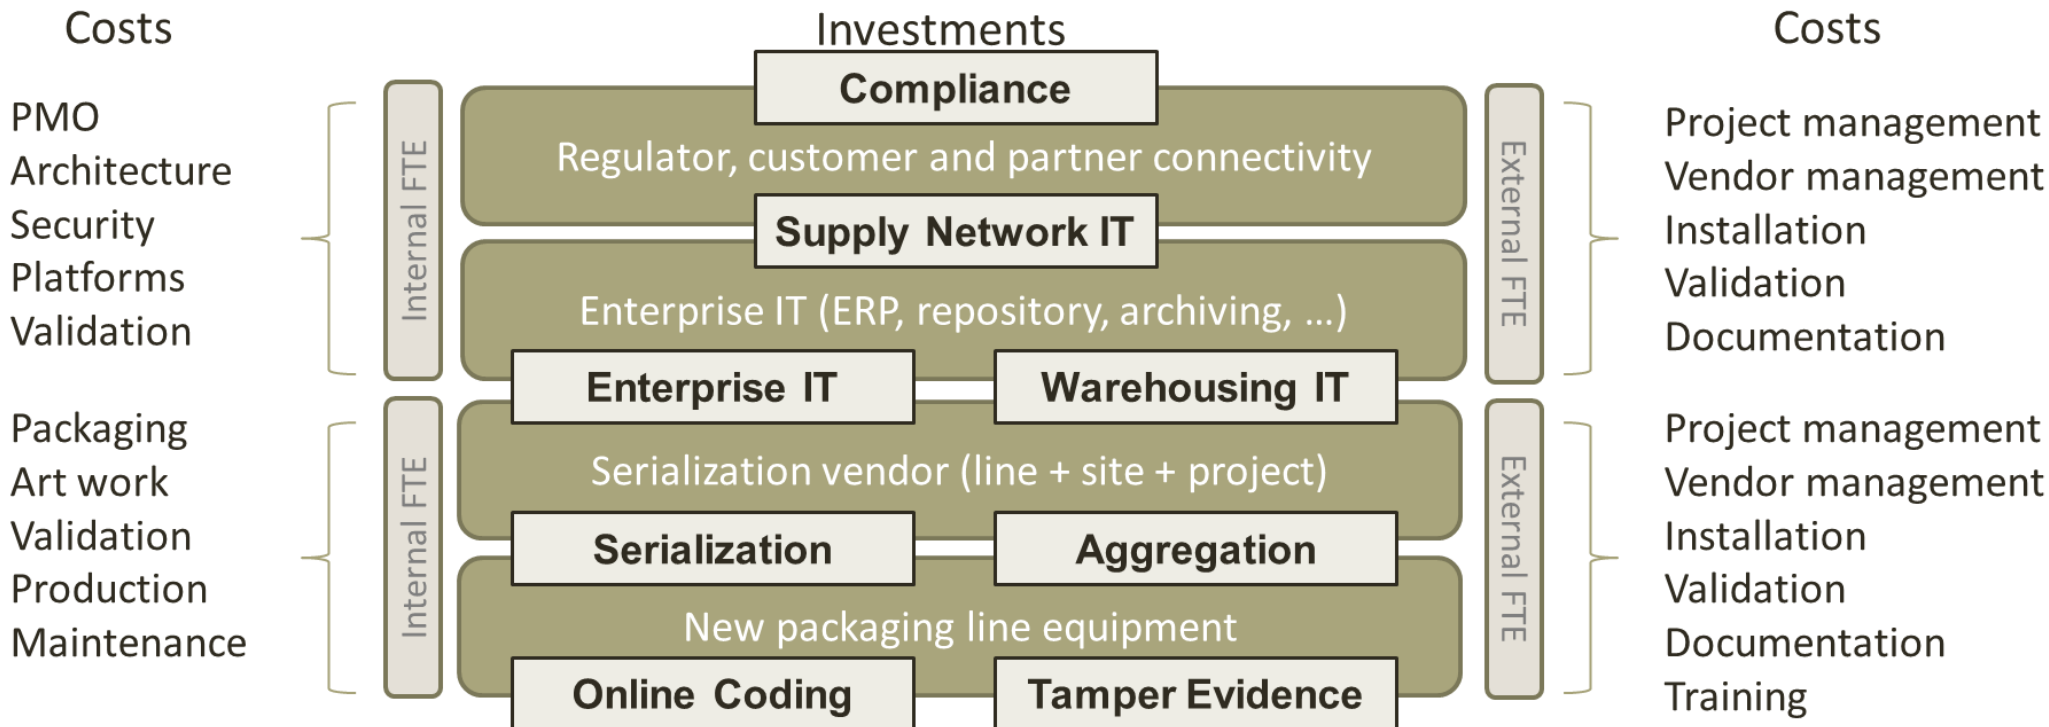 Costs
Investments
Costs
PMO
Architecture
Security
Platforms
Validation
Internal FTE
Compliance
Regulator, customer and partner connectivity
Supply Network IT
Enterprise IT (ERP, repository, archiving, ...)
Enterprise IT
Warehousing IT
External FTE
Project management
Vendor management
Installation
Validation
Documentation
Packaging
Art work
Validation
Production
Maintenance
Internal FTE
Serialization vendor (line + site + project)
Serialization
Aggregation
New packaging line equipment
Online Coding
Tamper Evidence
External FTE
Project management
Vendor management
Installation
Validation
Documentation
Training